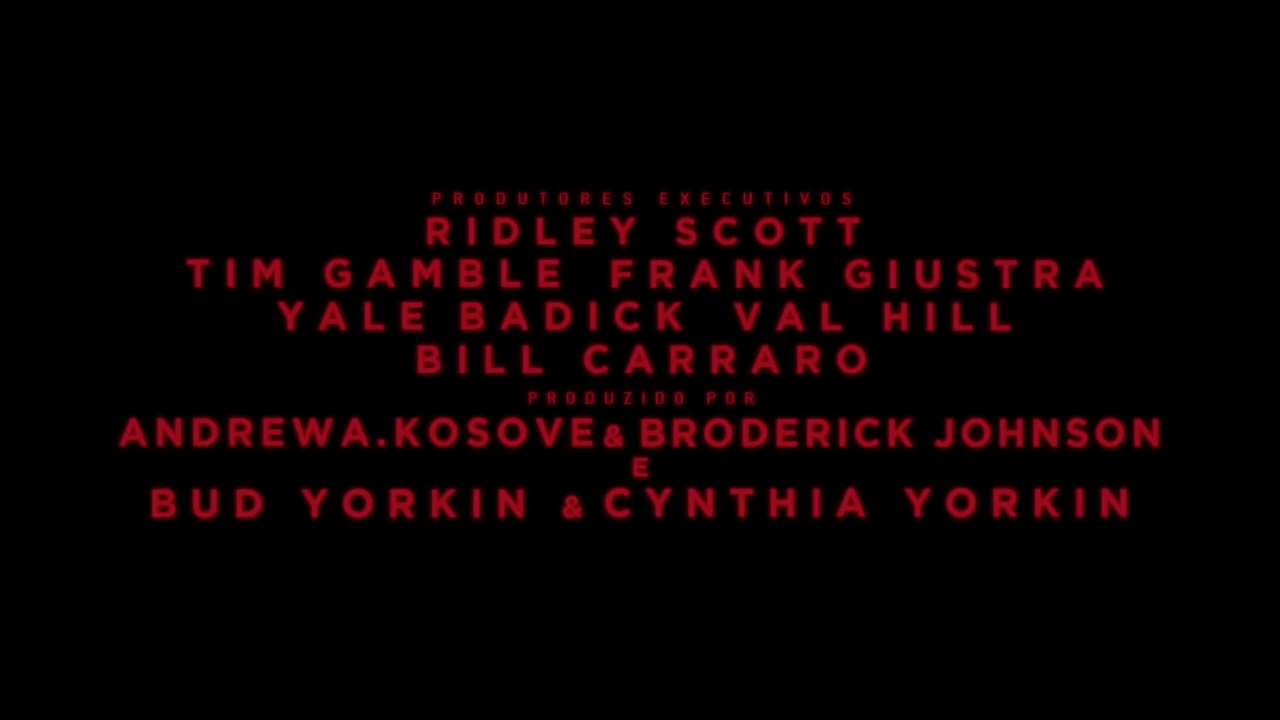 PRODUTORES EXECUTIVOS
RIDLEY SCOTT
TIM GAMBLE FRANK GIUSTRA
YALE BADICK VAL HILL
BILL CARRARO
PRODUZIDO POR
ANDREWA.KOSOVE & BRODERICK JOHNSON
E
BUD YORKIN & CYNTHIA YORKIN